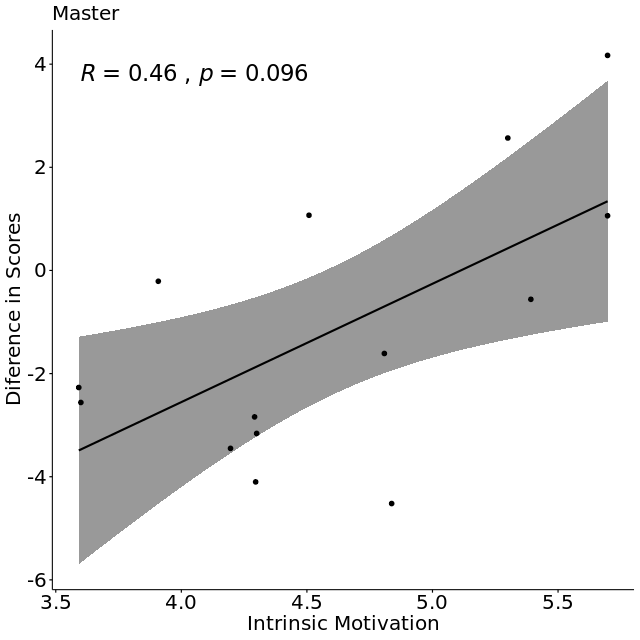 Master
R = 0.46 , p = 0.096
4
2
0
-2
-4
-6
Diference in Scores
3.5 4.0 4.5 5.0 5.5
Intrinsic Motivation